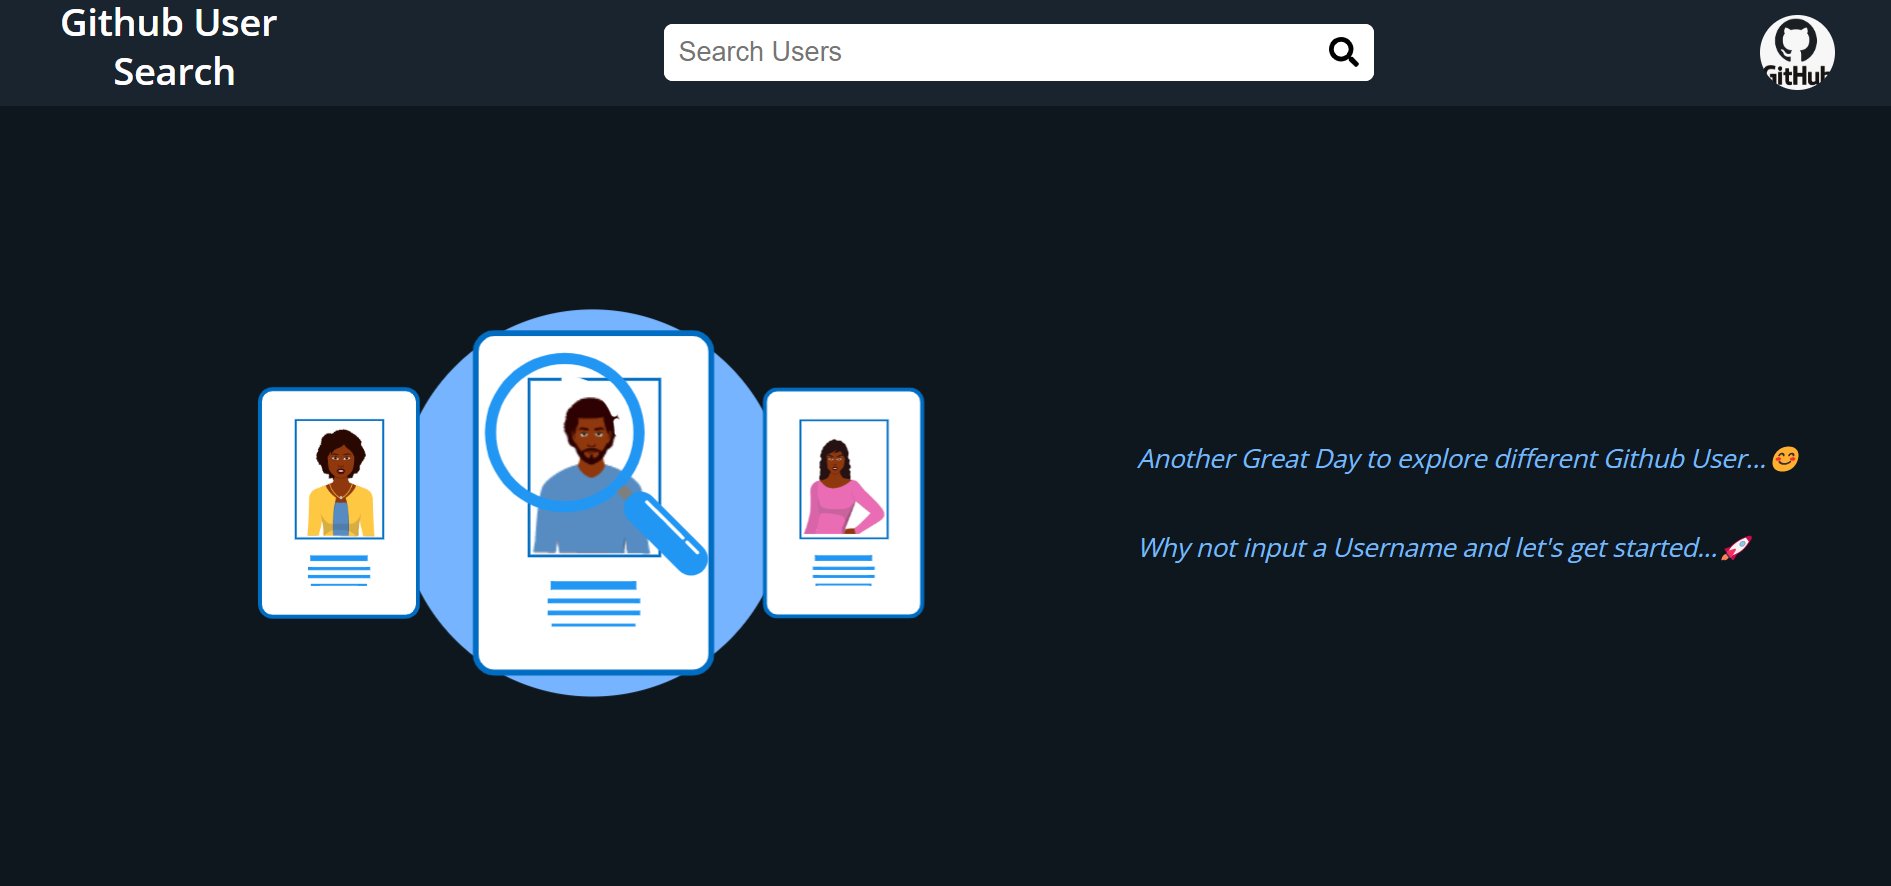 Github User
Search
Search Users
GitHub
Another Great Day to explore different Github User...😊
Why not input a Username and let's get started...🚀